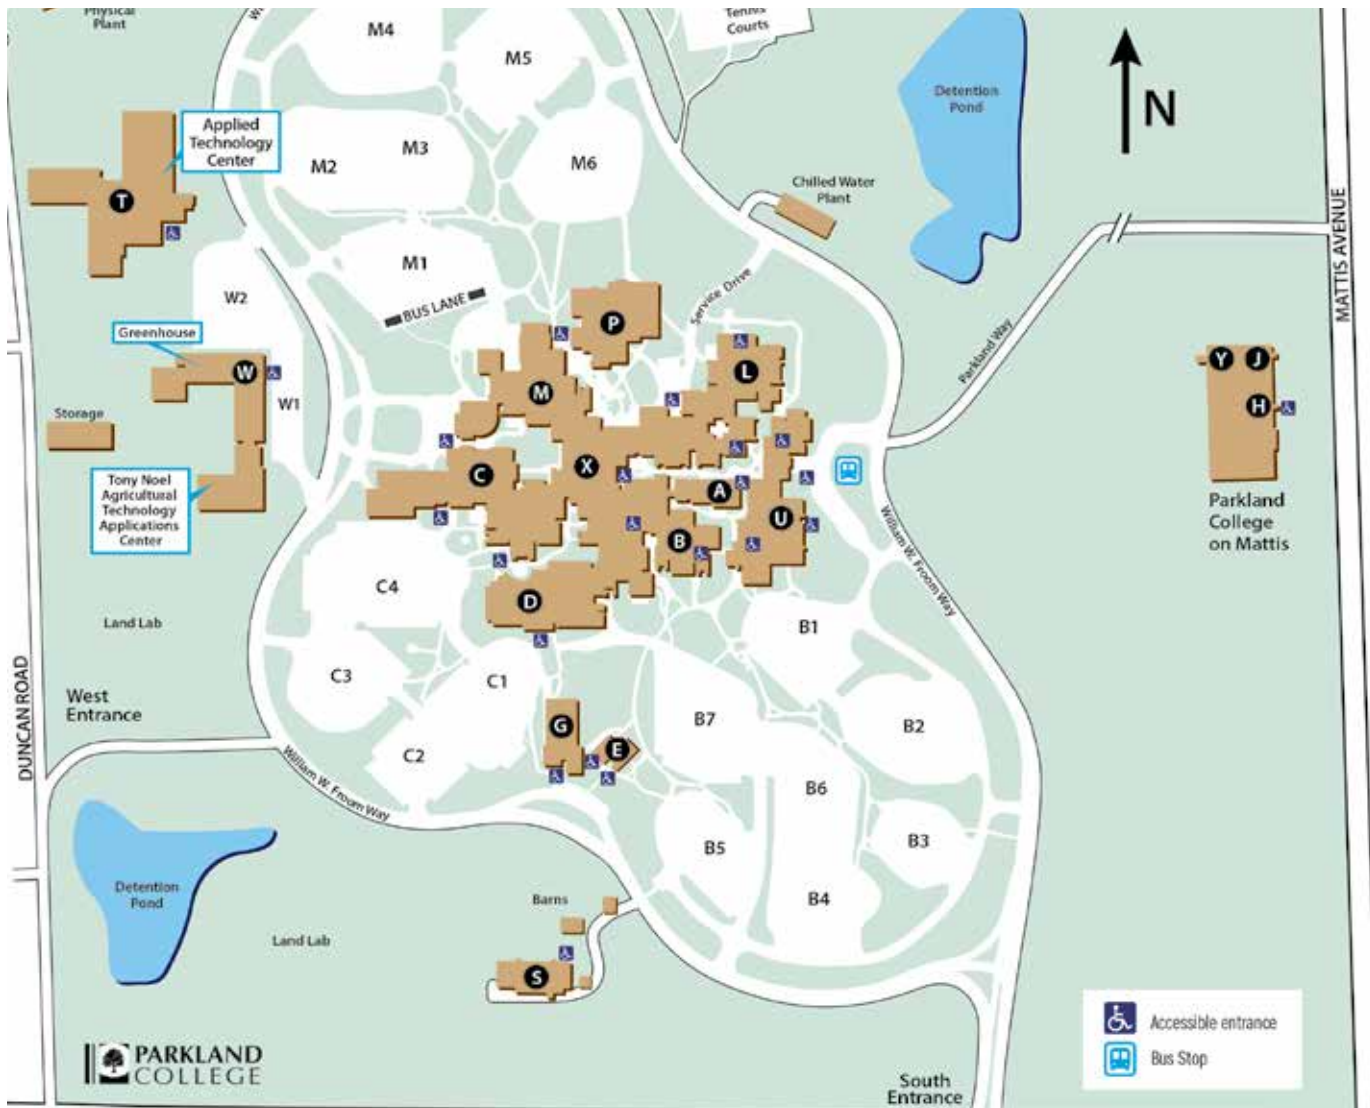 Physical
Plant
M4
M5
Tennis
Courts
Detention
Pond
N
Applied
Technology
Center
M3
M2
M6
T
Chilled Water
Plant
MATTIS AVENUE
M1
BUS LANE
Service Drive
W2
Greenhouse
P
W
L
M
W1
Storage
Parkland Way
Y
J
H
C
X
A
U
B
Tony Noel
Agricultural
Technology
Applications
Center
Parkland
College
on Mattis
William W. Froom Way
C4
D
B1
Land Lab
C3
C1
West
Entrance
DUNCAN ROAD
G
E
B7
B2
C2
William W. Froom Way
B6
B5
B3
B4
Detention
Pond
Barns
Land Lab
S
Accessible entrance
Bus Stop
PARKLAND
COLLEGE
South
Entrance